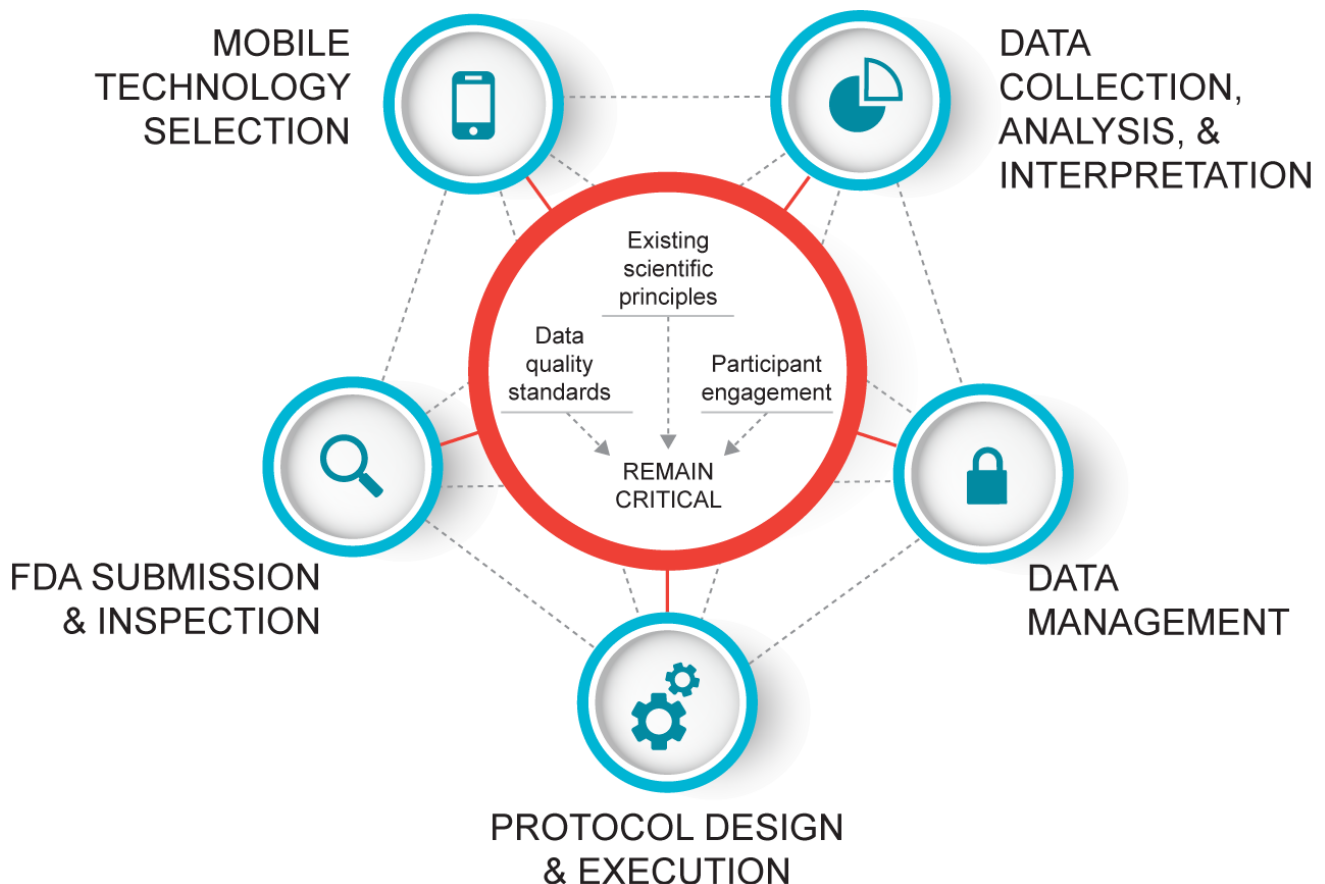 MOBILE
TECHNOLOGY
SELECTION
DATA
COLLECTION,
ANALYSIS, &
INTERPRETATION
Existing
scientific
principles
Data
quality
standards
Participant
engagement
REMAIN
CRITICAL
FDA SUBMISSION
& INSPECTION
DATA
MANAGEMENT
PROTOCOL DESIGN
& EXECUTION